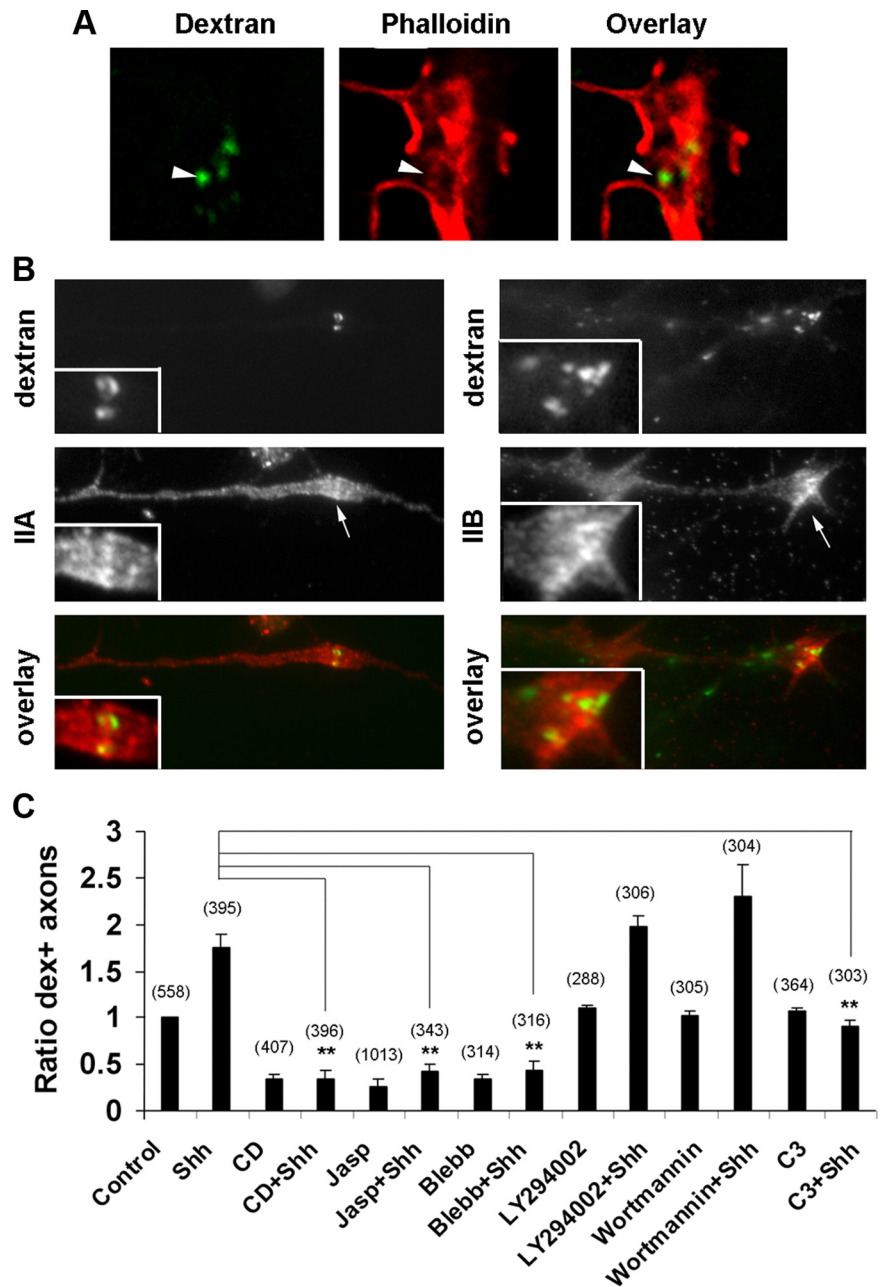 A
Dextran Phalloidin Overlay
B
dextran dextran
IIA IIB
overlay overlay
C
Ratio dex+ axons
3
2.5
2
1.5
1
0.5
0
(558) (395) (407) (396) (1013) (343) (314) (316) (288) (306) (305) (304) (364) (303)
** ** ** **
Control Shh CD CD+Shh Jasp Jasp+Shh Blebb Blebb+Shh LY294002 LY294002+Shh Wortmannin Wortmannin+Shh C3 C3+Shh